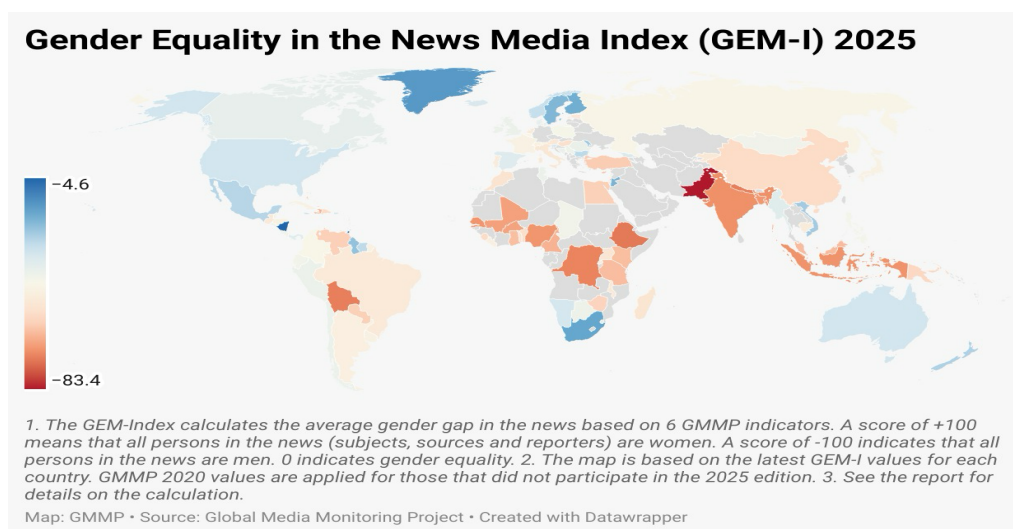 Gender Equality in the News Media Index (GEM-I) 2025
−4.6
−83.4
1. The GEM-Index calculates the average gender gap in the news based on 6 GMMP indicators. A score of +100
means that all persons in the news (subjects, sources and reporters) are women. A score of -100 indicates that all
persons in the news are men. 0 indicates gender equality. 2. The map is based on the latest GEM-I values for each
country. GMMP 2020 values are applied for those that did not participate in the 2025 edition. 3. See the report for
details on the calculation.
Map: GMMP • Source: Global Media Monitoring Project • Created with Datawrapper